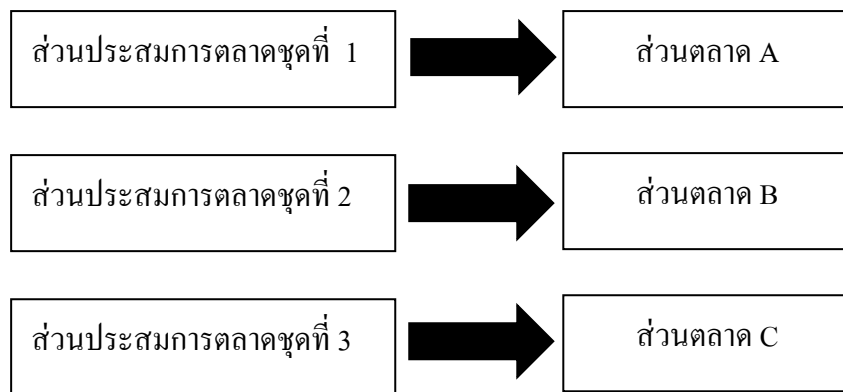 ส่วนประสมการตลาดชุดที่ 1
ส่วนตลาด A
ส่วนประสมการตลาดชุดที่ 2
ส่วนตลาด B
ส่วนประสมการตลาดชุดที่ 3
ส่วนตลาด C